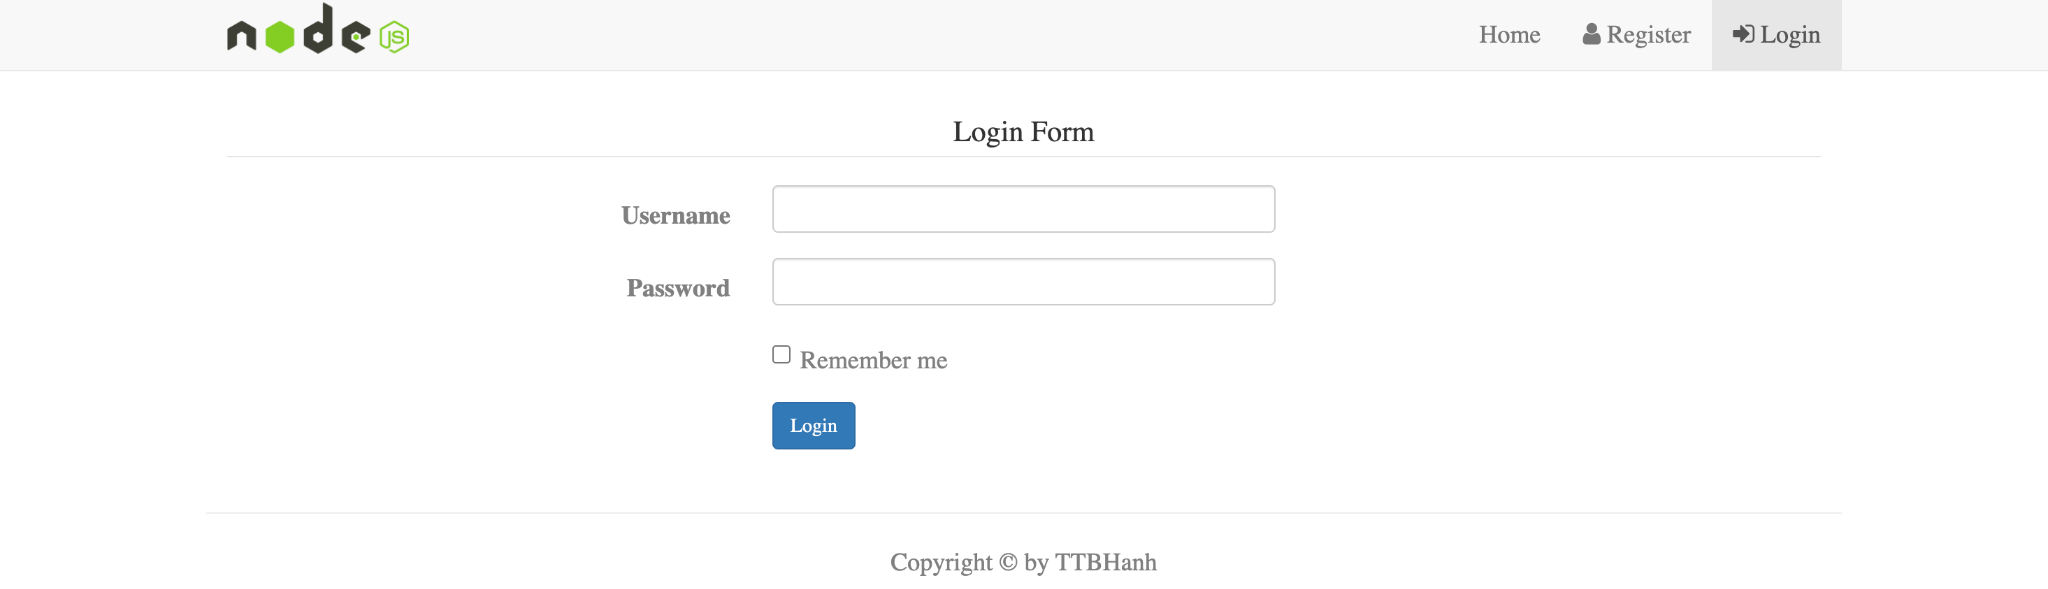 node JS
Home Register Login
Login Form
Username
Password
Remember me
Login
Copyright © by TTBHanh